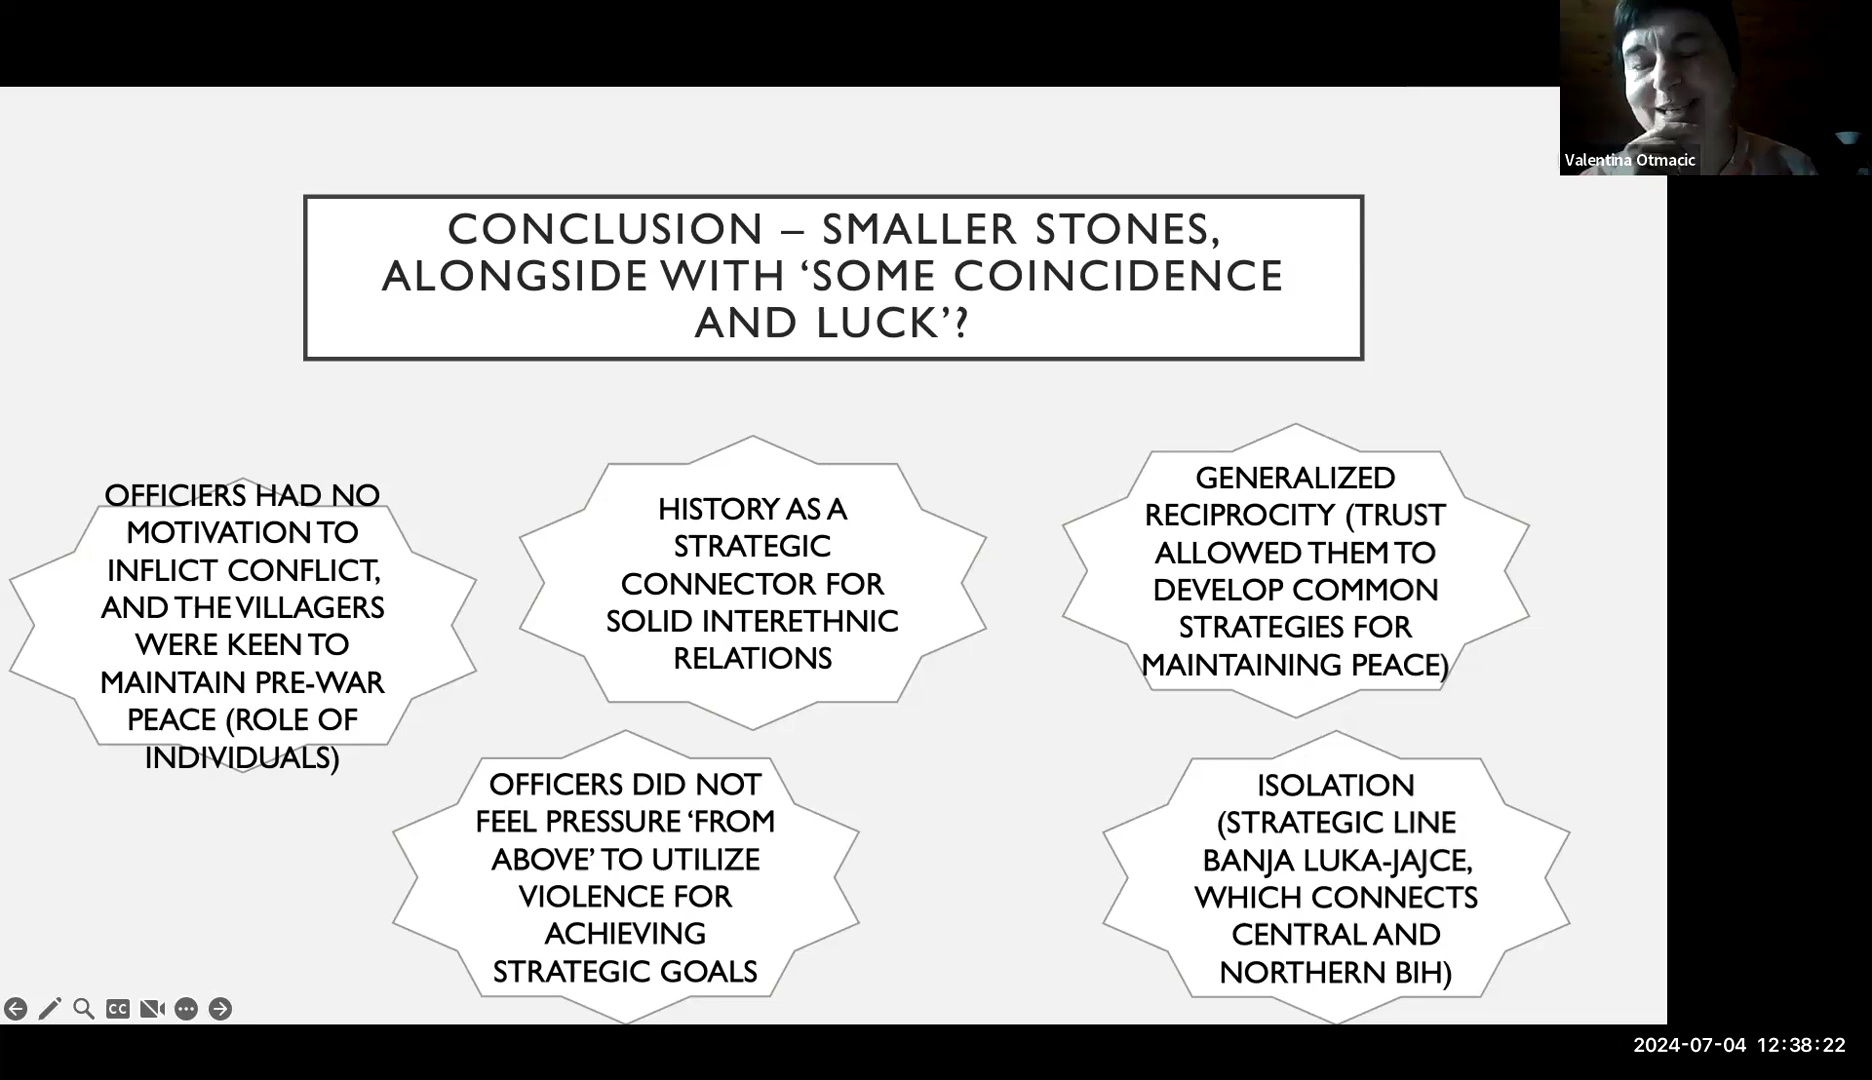 Valentina Otmacic
CONCLUSION – SMALLER STONES,
ALONGSIDE WITH ‘SOME COINCIDENCE
AND LUCK’?
OFFICIERS HAD NO
MOTIVATION TO
INFLICT CONFLICT,
AND THE VILLAGERS
WERE KEEN TO
MAINTAIN PRE-WAR
PEACE (ROLE OF
INDIVIDUALS)
HISTORY AS A
STRATEGIC
CONNECTOR FOR
SOLID INTERETHNIC
RELATIONS
GENERALIZED
RECIPROCITY (TRUST
ALLOWED THEM TO
DEVELOP COMMON
STRATEGIES FOR
MAINTAINING PEACE)
OFFICERS DID NOT
FEEL PRESSURE ‘FROM
ABOVE’ TO UTILIZE
VIOLENCE FOR
ACHIEVING
STRATEGIC GOALS
ISOLATION
(STRATEGIC LINE
BANJA LUKA-JAJCE,
WHICH CONNECTS
CENTRAL AND
NORTHERN BIH)
CC
2024-07-04 12:38:22